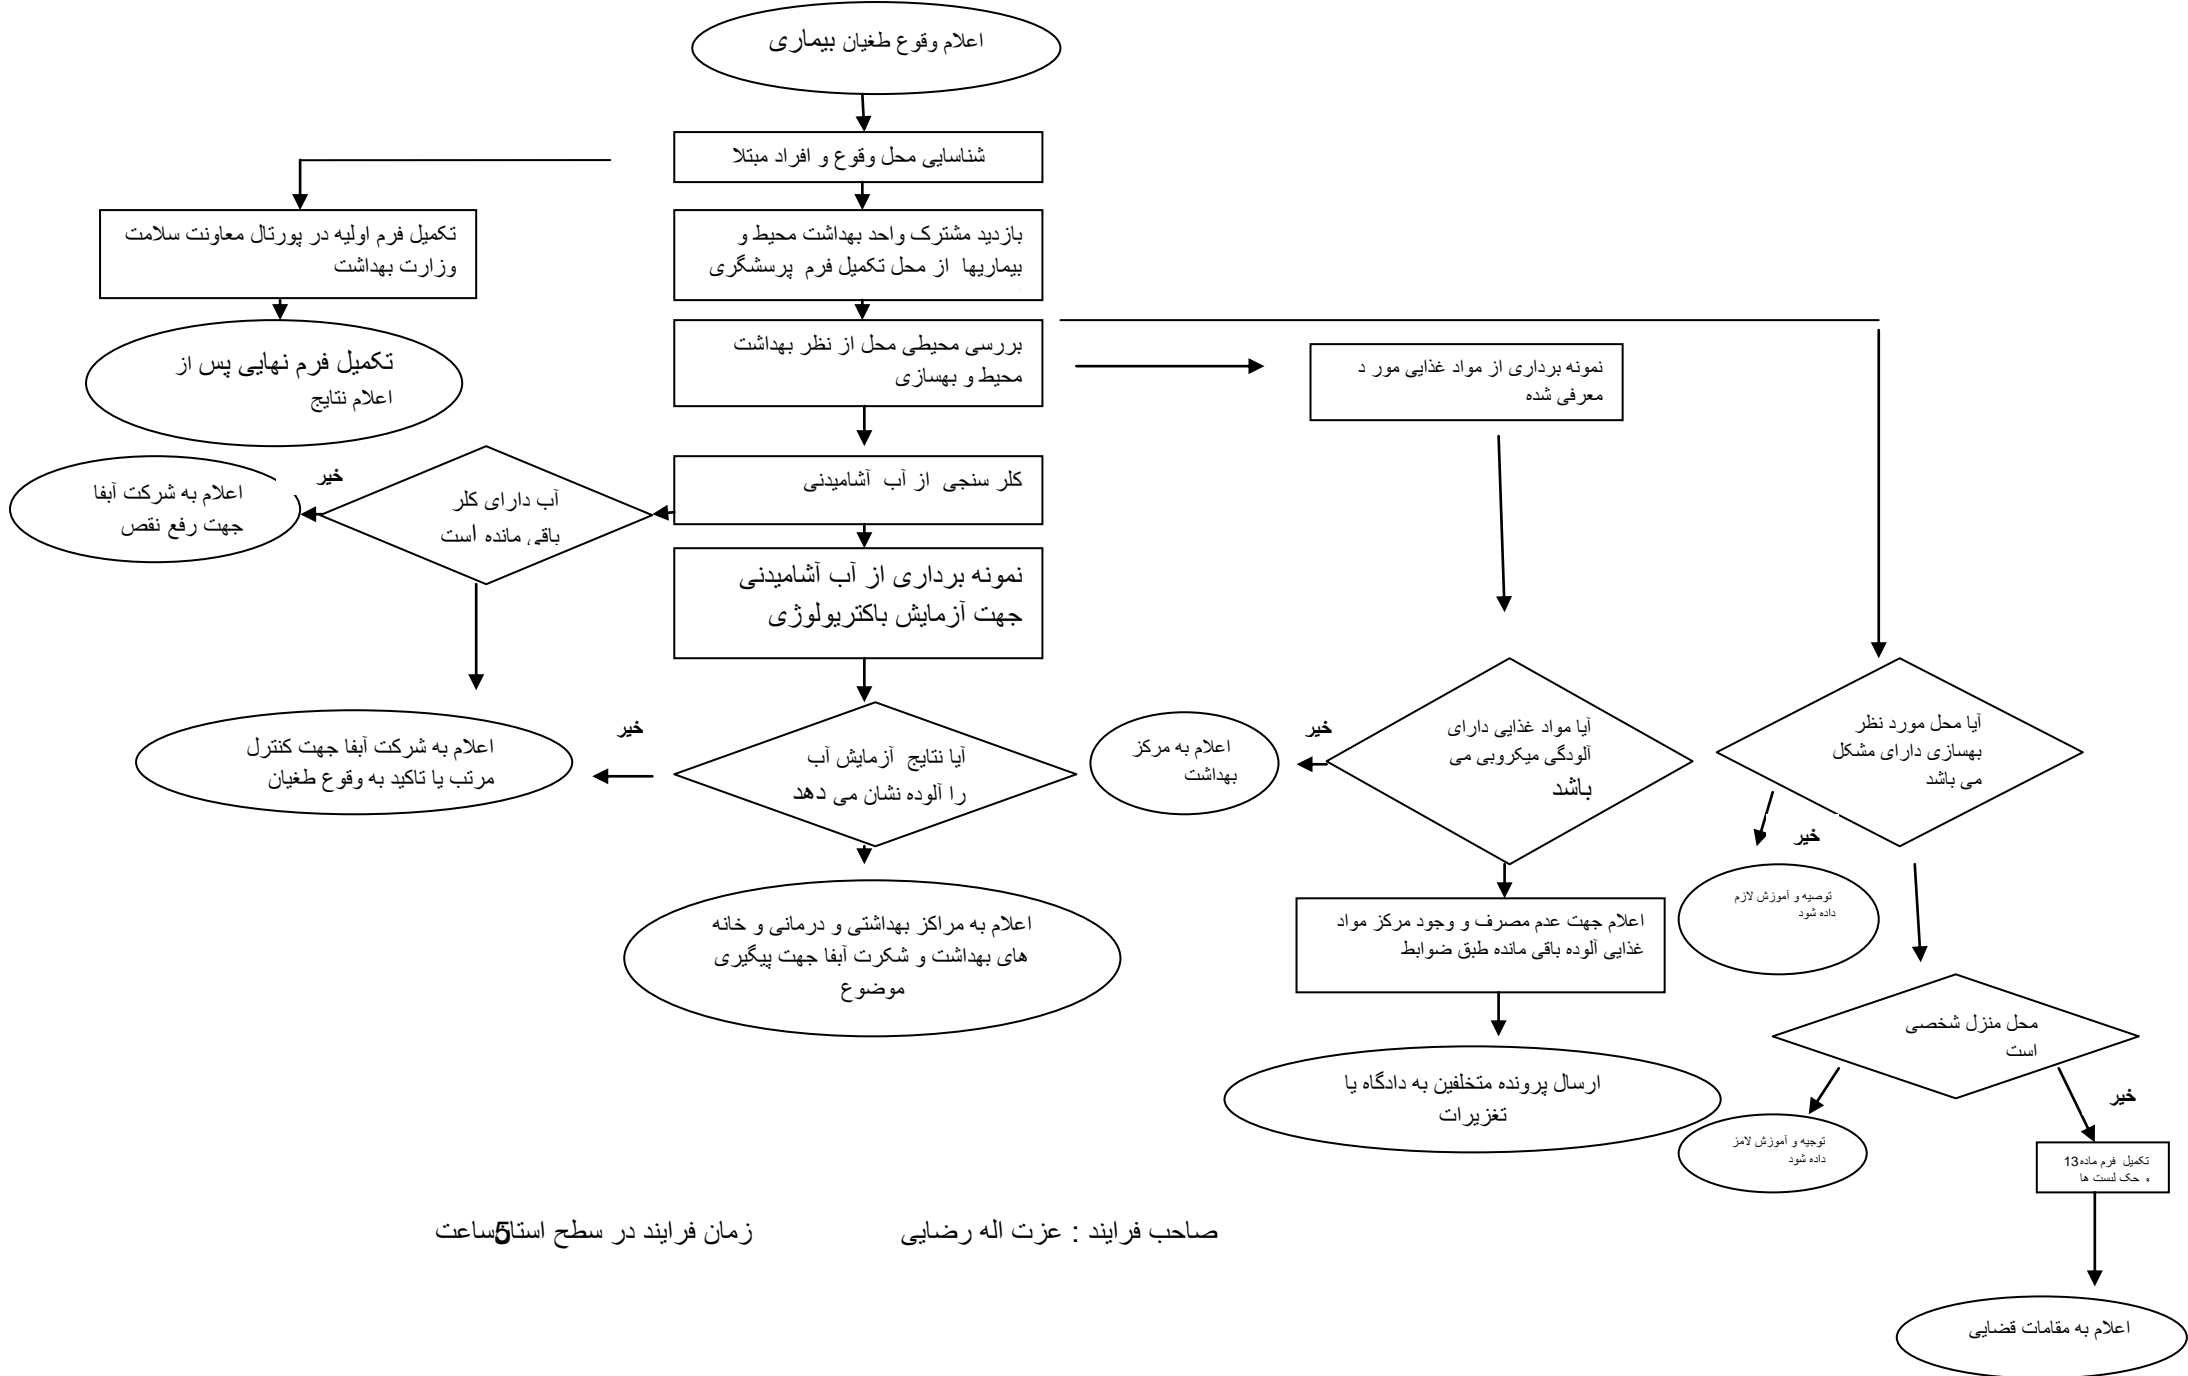 اعلام وقوع طغیان بیماری
شناسایی محل وقوع و افراد مبتلا
تکمیل فرم اولیه در پورتال معاونت سلامت
وزارت بهداشت
بازدید مشترک واحد بهداشت محیط و
بیماریها از محل تکمیل فرم پرسشگری
تکمیل فرم نهایی پس از
اعلام نتایج
بررسی محیطی محل از نظر بهداشت
محیط و بهسازی
نمونه برداری از مواد غذایی مور د
معرفی شده
کلر سنجی از آب آشامیدنی
آب دارای کلر
باقی مانده است
خیر
اعلام به شرکت آبفا
جهت رفع نقص
نمونه برداری از آب آشامیدنی
جهت آزمایش باکتریولوژی
آیا نتایج آزمایش آب
را آلوده نشان می دهد
خیر
اعلام به شرکت آبفا جهت کنترل
مرتب یا تاکید به وقوع طغیان
اعلام به مراکز بهداشتی و درمانی و خانه
های بهداشت و شکرت آبفا جهت پیگیری
موضوع
آیا مواد غذایی دارای
آلودگی میکروبی می
باشد
خیر
اعلام به مرکز
بهداشت
اعلام جهت عدم مصرف و وجود مرکز مواد
غذایی آلوده باقی مانده طبق ضوابط
ارسال پرونده متخلفین به دادگاه یا
تغزیرات
آیا محل مورد نظر
بهسازی دارای مشکل
می باشد
خیر
توصیه و آموزش لازم
داده شود
محل منزل شخصی
است
خیر
توجیه و آموزش لامز
داده شود
تکمیل فرم ماده13
و چک لیست ها
اعلام به مقامات قضایی
صاحب فرایند : عزت اله رضایی
زمان فرایند در سطح استان5ساعت